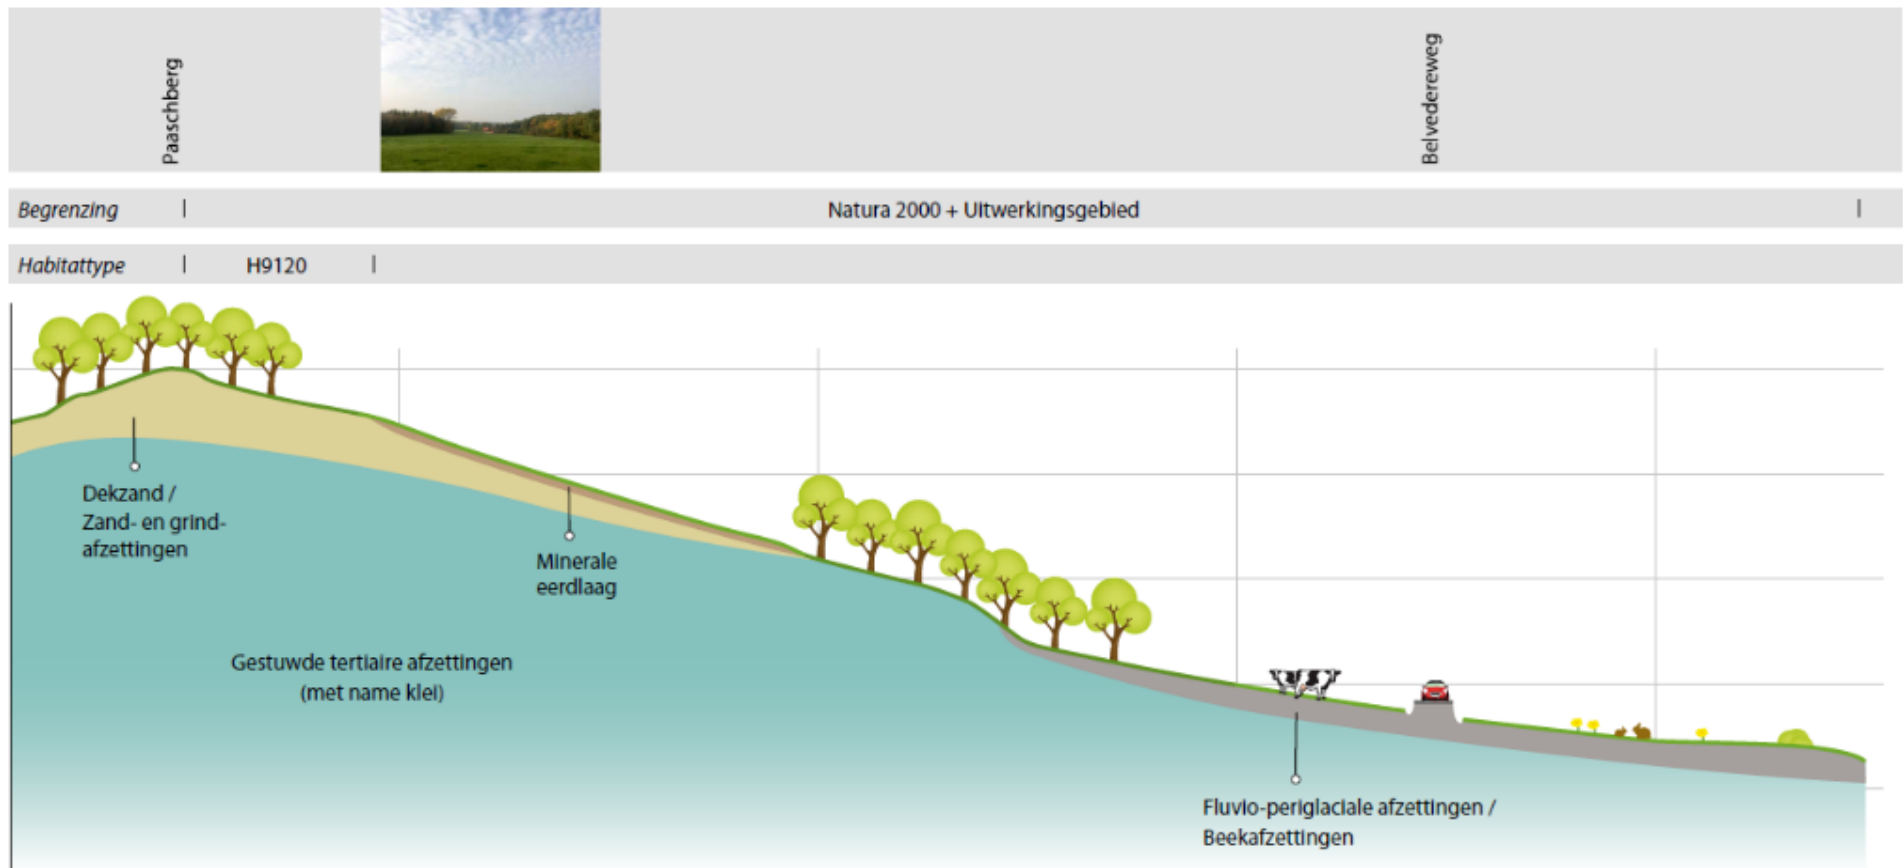 Paaschberg
Belvedereweg
Begrenzing
Natura 2000 + Uitwerkingsgebied
Habitattype
H9120
Dekzand /
Zand- en grind-
afzettingen
Minerale
eerdlaag
Gestuwde tertiaire afzettingen
(met name klei)
Fluvio-periglaciale afzettingen /
Beekafzettingen